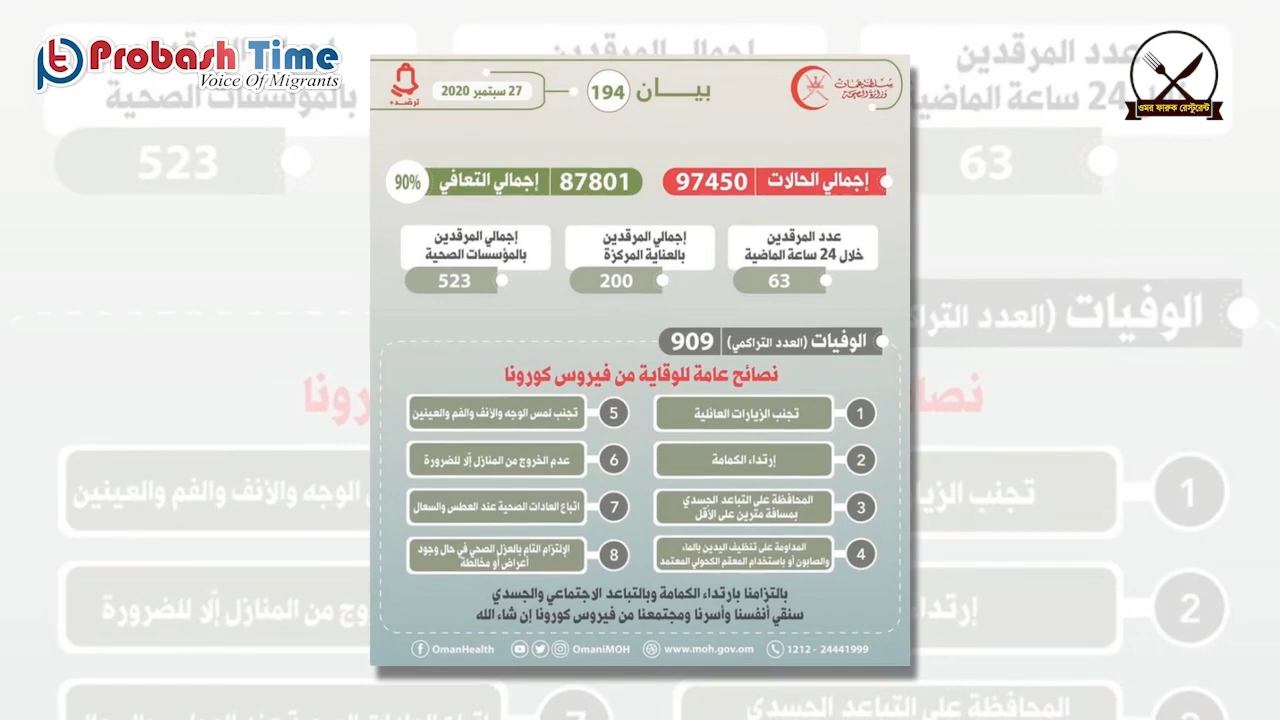 Probash Time
Voice Of Migrants
ওমর ফারুক রেস্টুরেন্ট
سلطنة عمان
وزارة الصحة
بيـــان 194
27 سبتمبر 2020
ترصد+
إجمالي الحالات 97450
87801 إجمالي التعافي 90%
عدد المرقدين
خلال 24 ساعة الماضية
63
إجمالي المرقدين
بالعناية المركزة
200
إجمالي المرقدين
بالمؤسسات الصحية
523
الوفيات (العدد التراكمي) 909
نصائح عامة للوقاية من فيروس كورونا
1 تجنب الزيارات العائلية
2 إرتداء الكمامة
3 المحافظة على التباعد الجسدي
بمسافة مترين على الأقل
4 المداومة على تنظيف اليدين بالماء
والصابون أو باستخدام المعقم الكحولي المعتمد
5 تجنب لمس الوجه والأنف والفم والعينين
6 عدم الخروج من المنازل إلّا للضرورة
7 اتباع العادات الصحية عند العطس والسعال
8 الإلتزام التام بالعزل الصحي في حال وجود
أعراض أو مخالطة
بالتزامنا بارتداء الكمامة وبالتباعد الاجتماعي والجسدي
سنقي أنفسنا وأسرنا ومجتمعنا من فيروس كورونا إن شاء الله
OmanHealth OmaniMOH www.moh.gov.om 1212 - 24441999